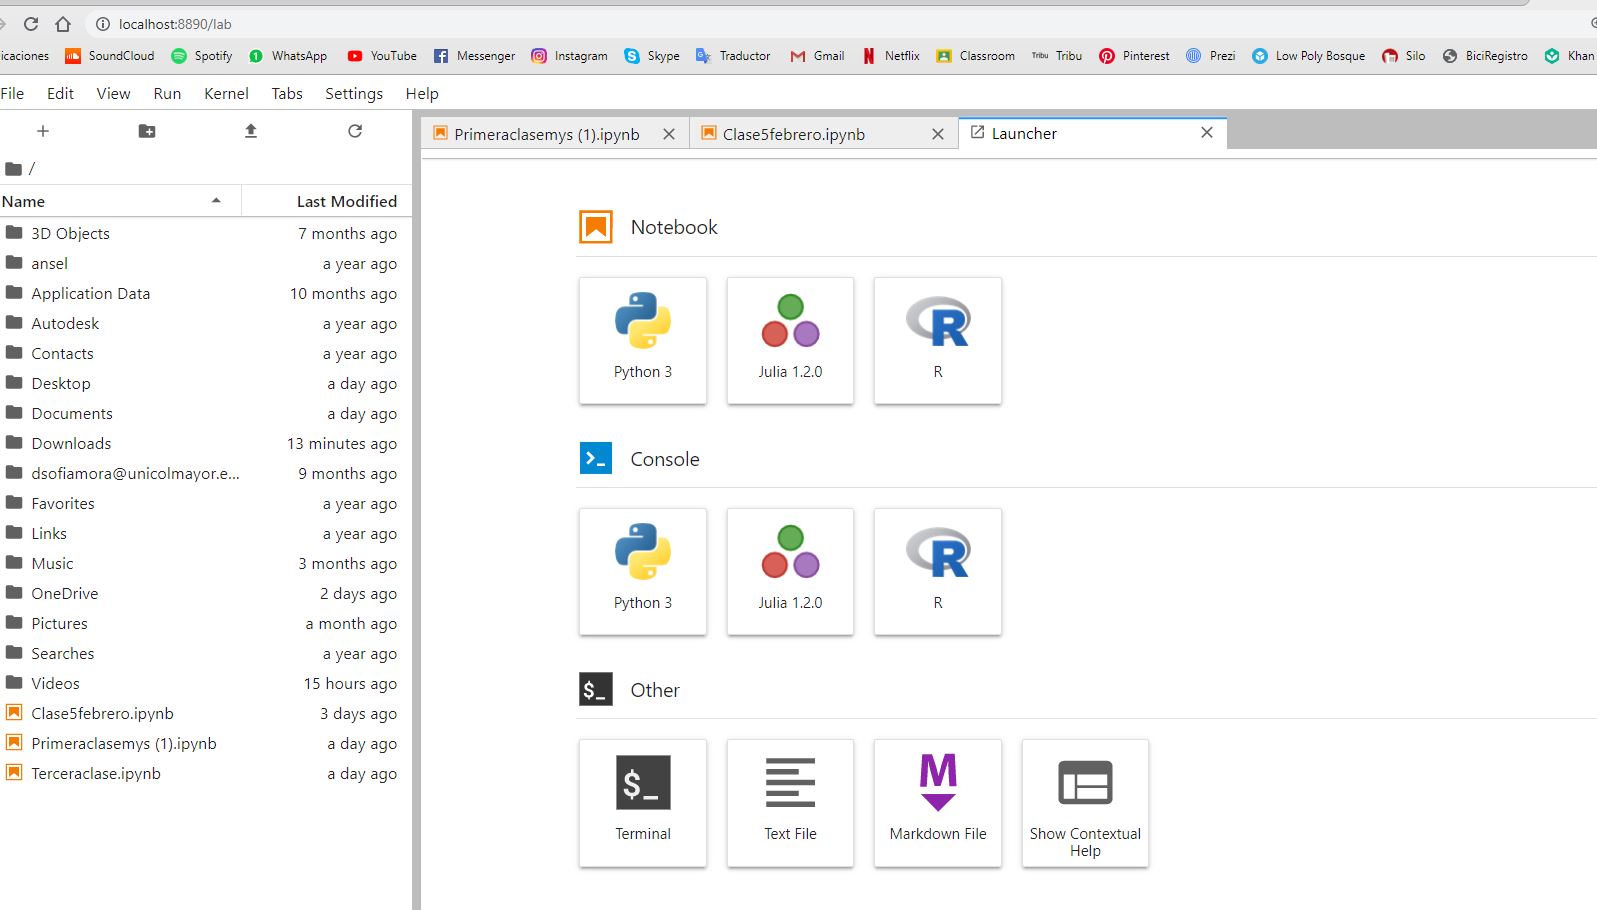 localhost:8890/lab
icaciones SoundCloud Spotify WhatsApp YouTube Messenger Instagram Skype Traductor Gmail Netflix Classroom Tribu Tribu Pinterest Prezi Low Poly Bosque Silo BiciRegistro Khan
File Edit View Run Kernel Tabs Settings Help
Primeraclasemys (1).ipynb Clase5febrero.ipynb Launcher
/
Name Last Modified
3D Objects 7 months ago
ansel a year ago
Application Data 10 months ago
Autodesk a year ago
Contacts a year ago
Desktop a day ago
Documents a day ago
Downloads 13 minutes ago
dsofiamora@unicolmayor.e... 9 months ago
Favorites a year ago
Links a year ago
Music 3 months ago
OneDrive 2 days ago
Pictures a month ago
Searches a year ago
Videos 15 hours ago
Clase5febrero.ipynb 3 days ago
Primeraclasemys (1).ipynb a day ago
Terceraclase.ipynb a day ago
Notebook
R
Python 3 Julia 1.2.0 R
>_ Console
R
Python 3 Julia 1.2.0 R
$_ Other
$_ M
Terminal Text File Markdown File Show Contextual
Help